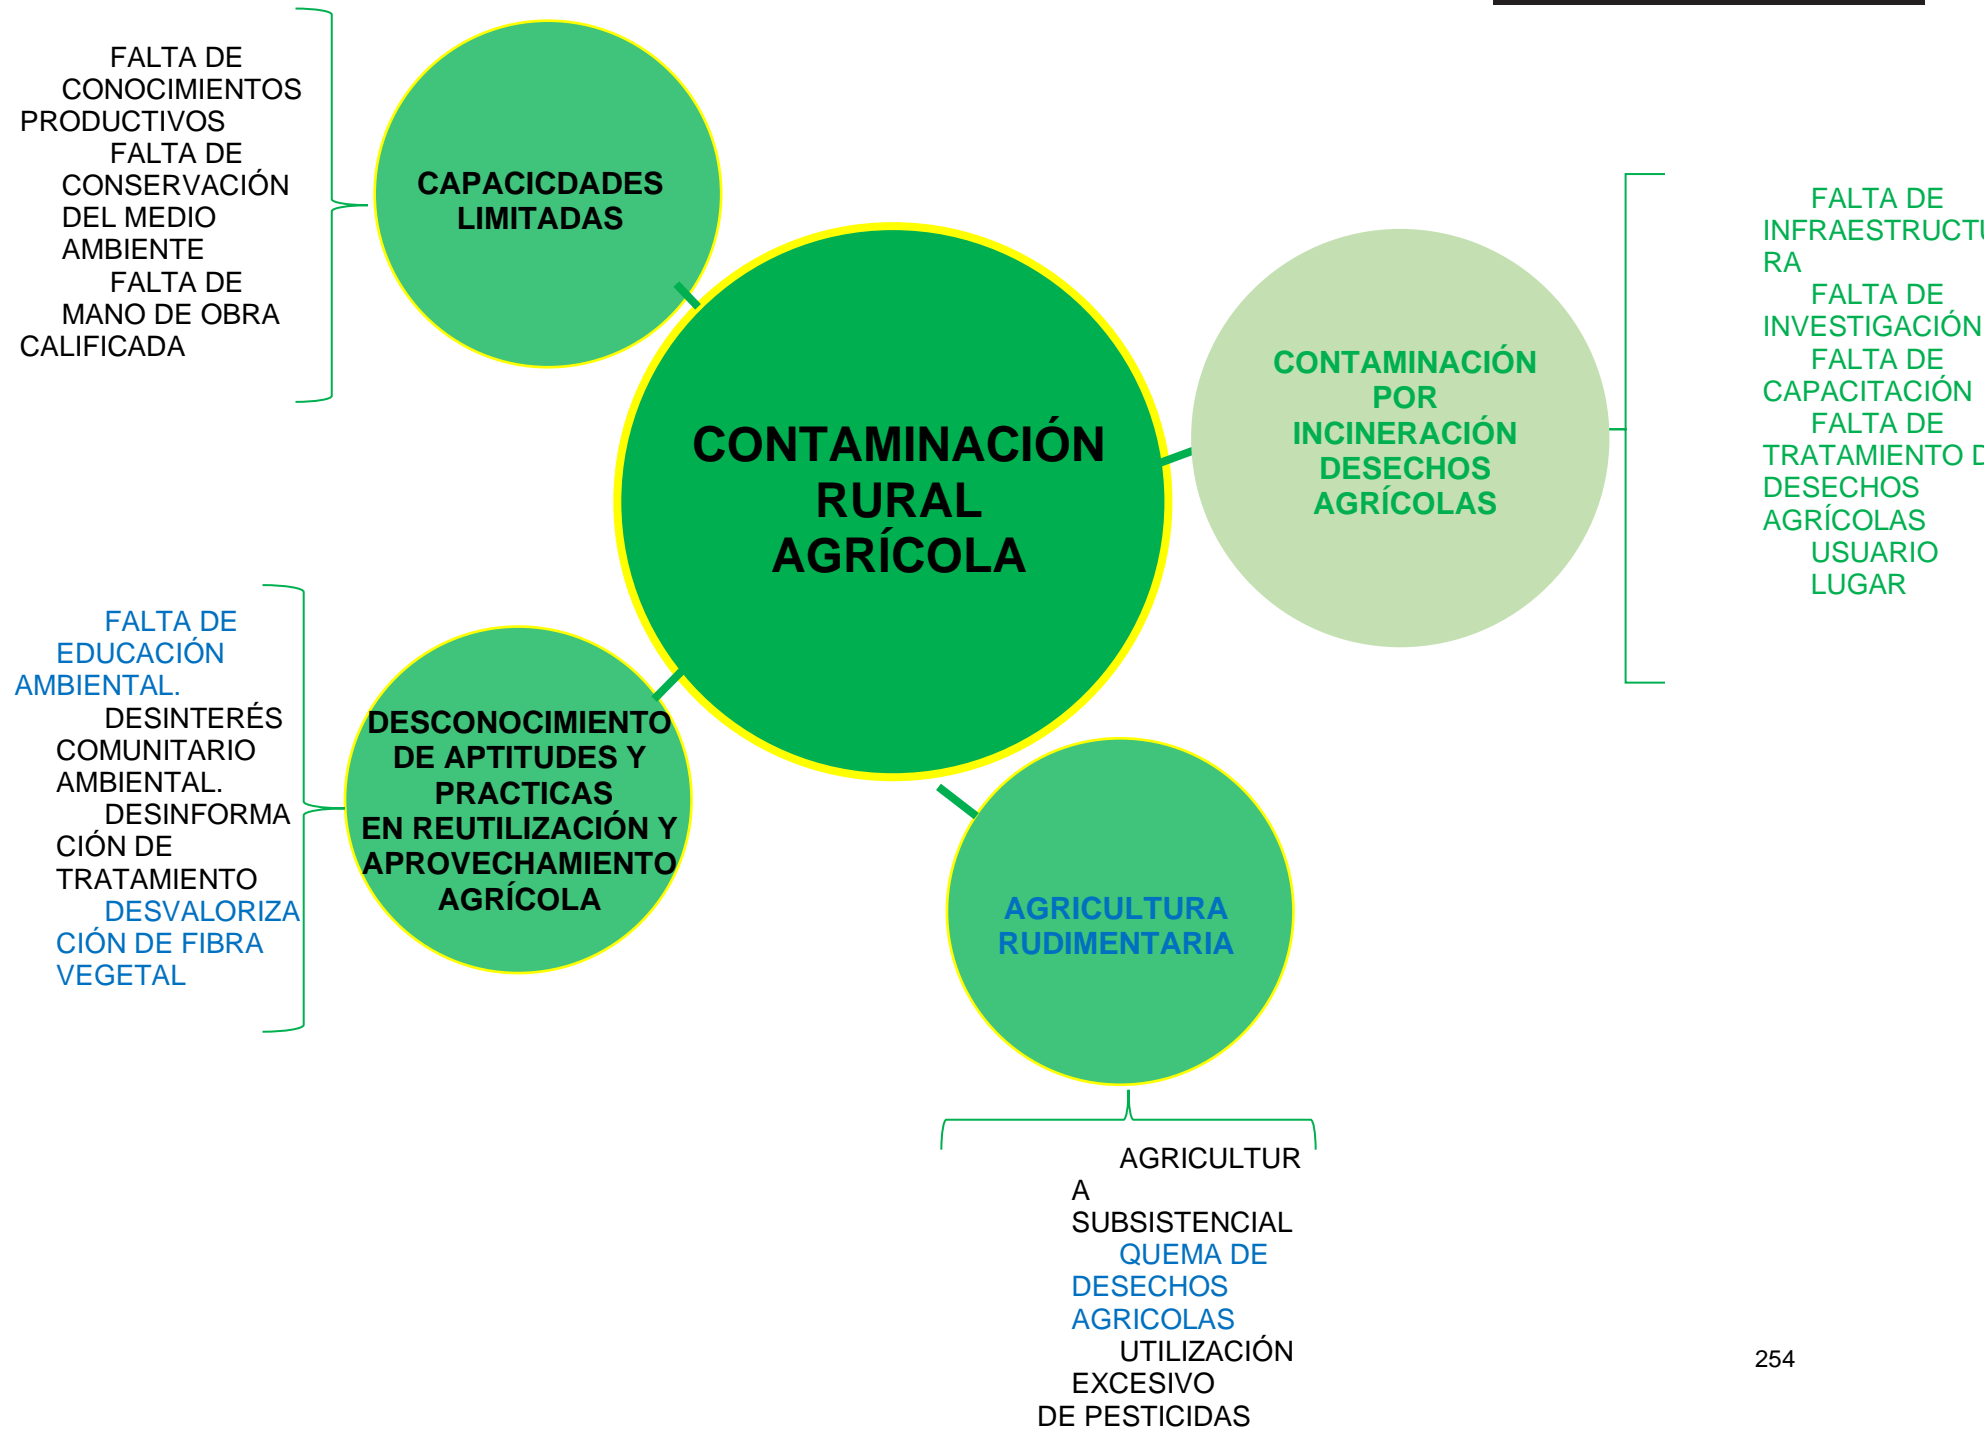 FALTA DE
CONOCIMIENTOS
PRODUCTIVOS
FALTA DE
CONSERVACIÓN
DEL MEDIO
AMBIENTE
FALTA DE
MANO DE OBRA
CALIFICADA
CAPACICDADES
LIMITADAS
CONTAMINACIÓN
RURAL
AGRÍCOLA
CONTAMINACIÓN
POR
INCINERACIÓN
DESECHOS
AGRÍCOLAS
FALTA DE
INFRAESTRUCTU
RA
FALTA DE
INVESTIGACIÓN
FALTA DE
CAPACITACIÓN
FALTA DE
TRATAMIENTO D
DESECHOS
AGRÍCOLAS
USUARIO
LUGAR
FALTA DE
EDUCACIÓN
AMBIENTAL.
DESINTERÉS
COMUNITARIO
AMBIENTAL.
DESINFORMA
CIÓN DE
TRATAMIENTO
DESVALORIZA
CIÓN DE FIBRA
VEGETAL
DESCONOCIMIENTO
DE APTITUDES Y
PRACTICAS
EN REUTILIZACIÓN Y
APROVECHAMIENTO
AGRÍCOLA
AGRICULTURA
RUDIMENTARIA
AGRICULTUR
A
SUBSISTENCIAL
QUEMA DE
DESECHOS
AGRICOLAS
UTILIZACIÓN
EXCESIVO
DE PESTICIDAS
254